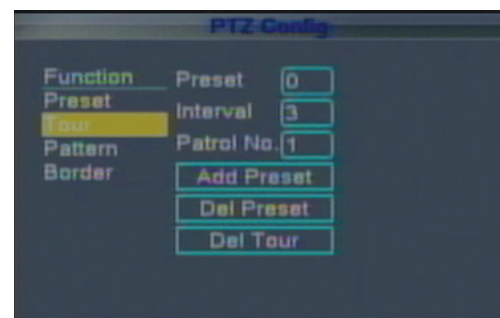 PTZ Config
Function
Preset
Tour
Pattern
Border
Preset 0
Interval 3
Patrol No. 1
Add Preset
Del Preset
Del Tour